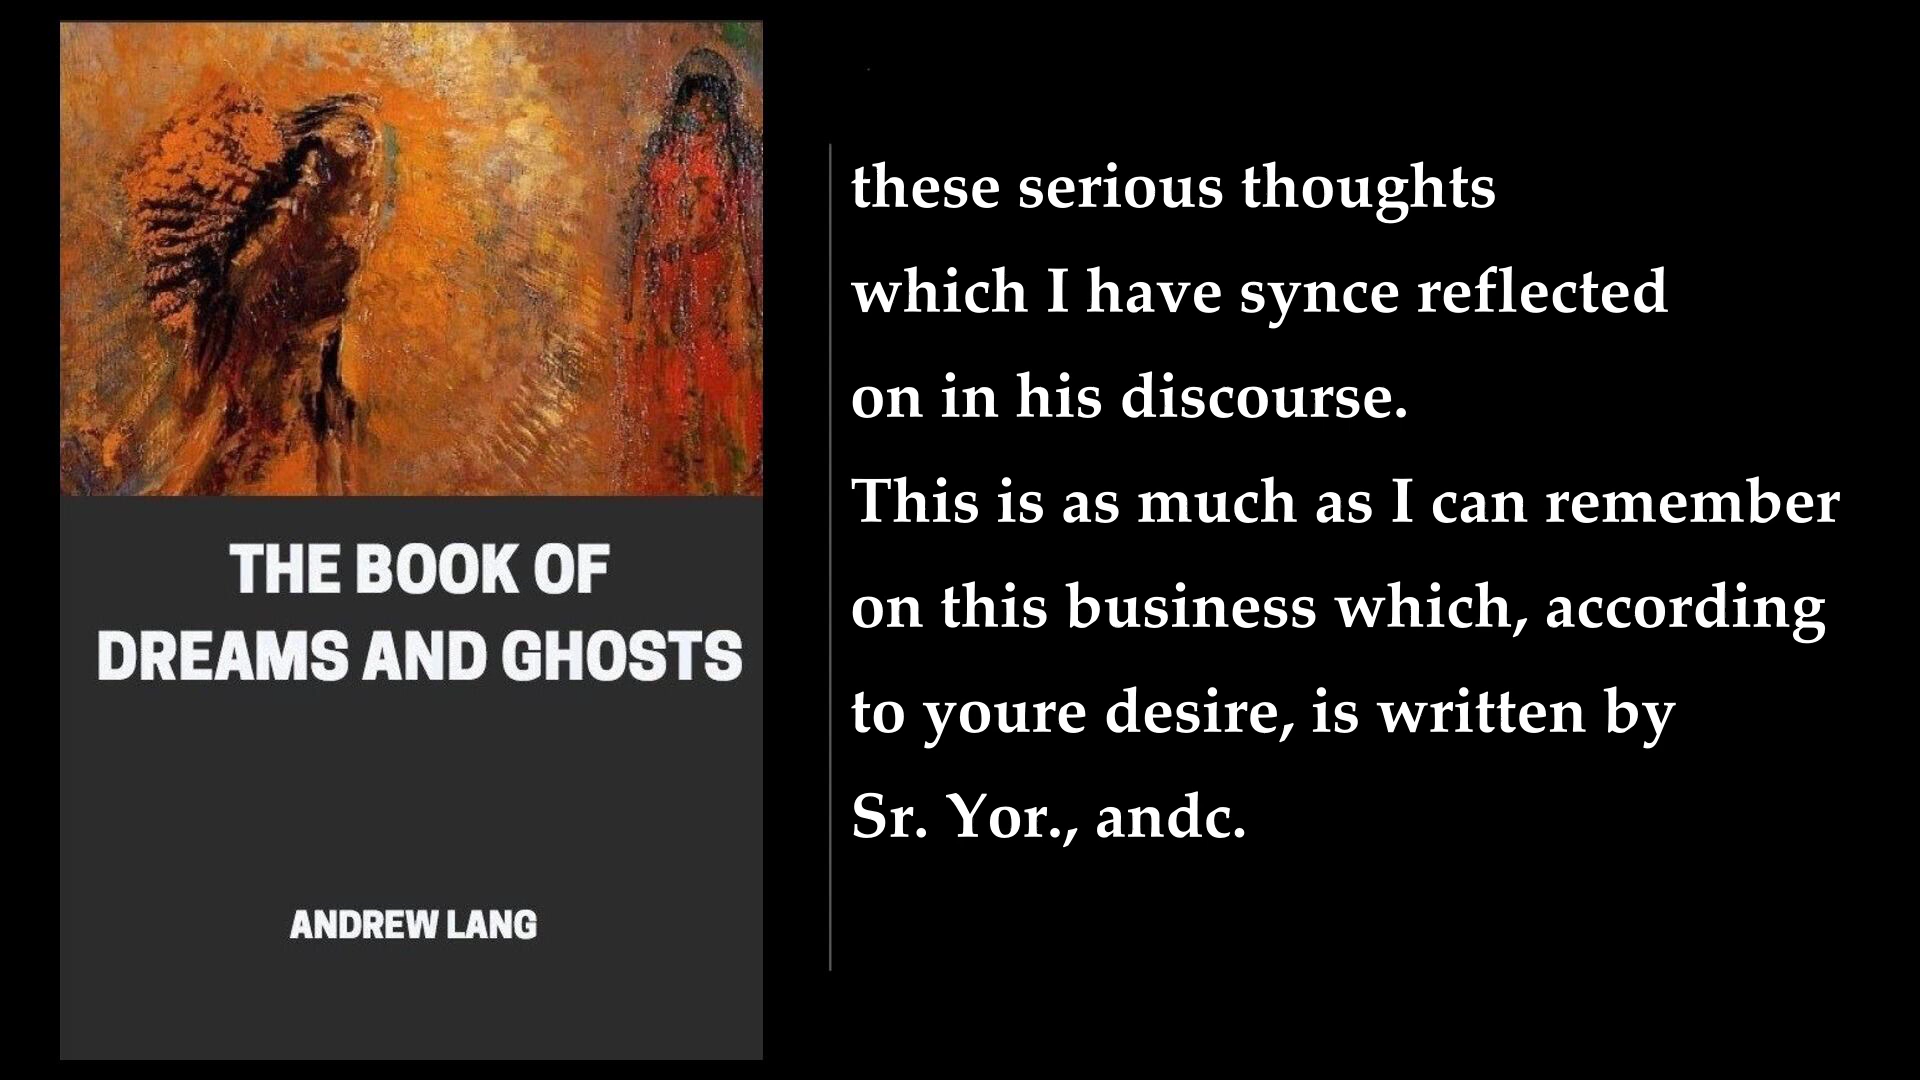 THE BOOK OF
DREAMS AND GHOSTS
ANDREW LANG
these serious thoughts
which I have synce reflected
on in his discourse.
This is as much as I can remember
on this business which, according
to youre desire, is written by
Sr. Yor., andc.